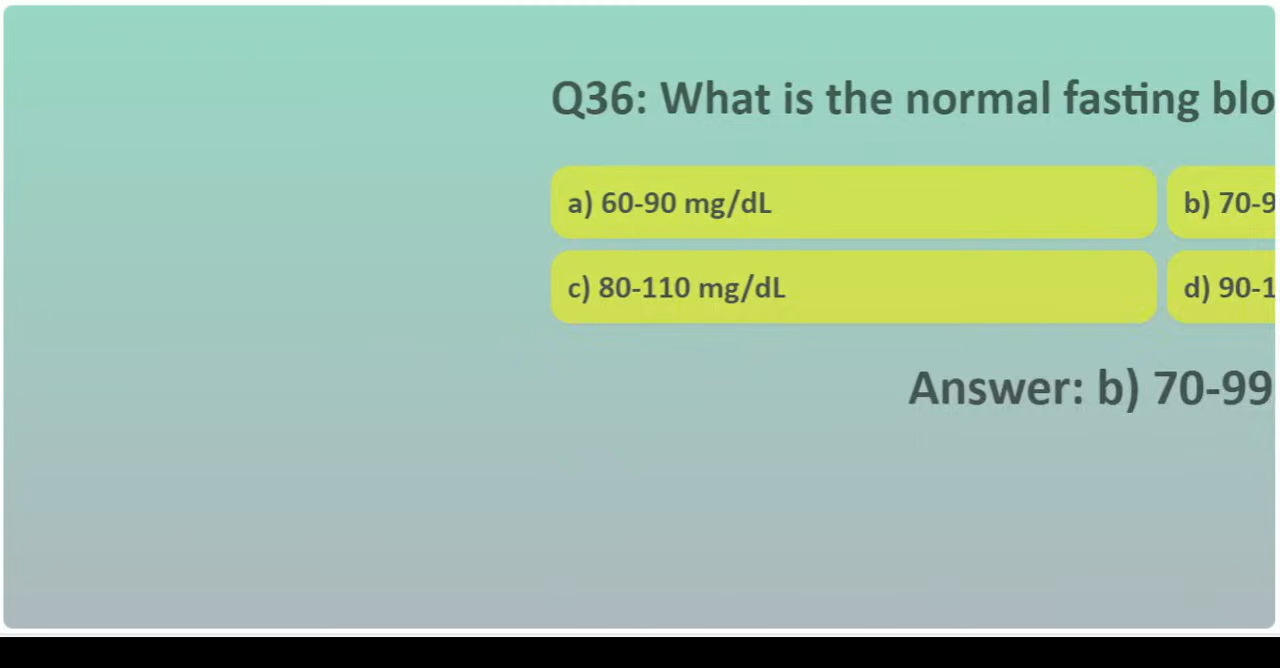 Q36: What is the normal fasting blo
a) 60-90 mg/dL
b) 70-9
c) 80-110 mg/dL
d) 90-1
Answer: b) 70-99